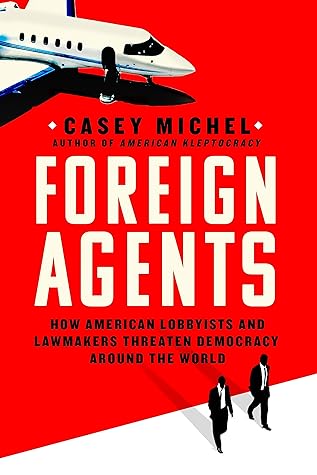 CASEY MICHEL
AUTHOR OF AMERICAN KLEPTOCRACY
FOREIGN
AGENTS
HOW AMERICAN LOBBYISTS AND
LAWMAKERS THREATEN DEMOCRACY
AROUND THE WORLD